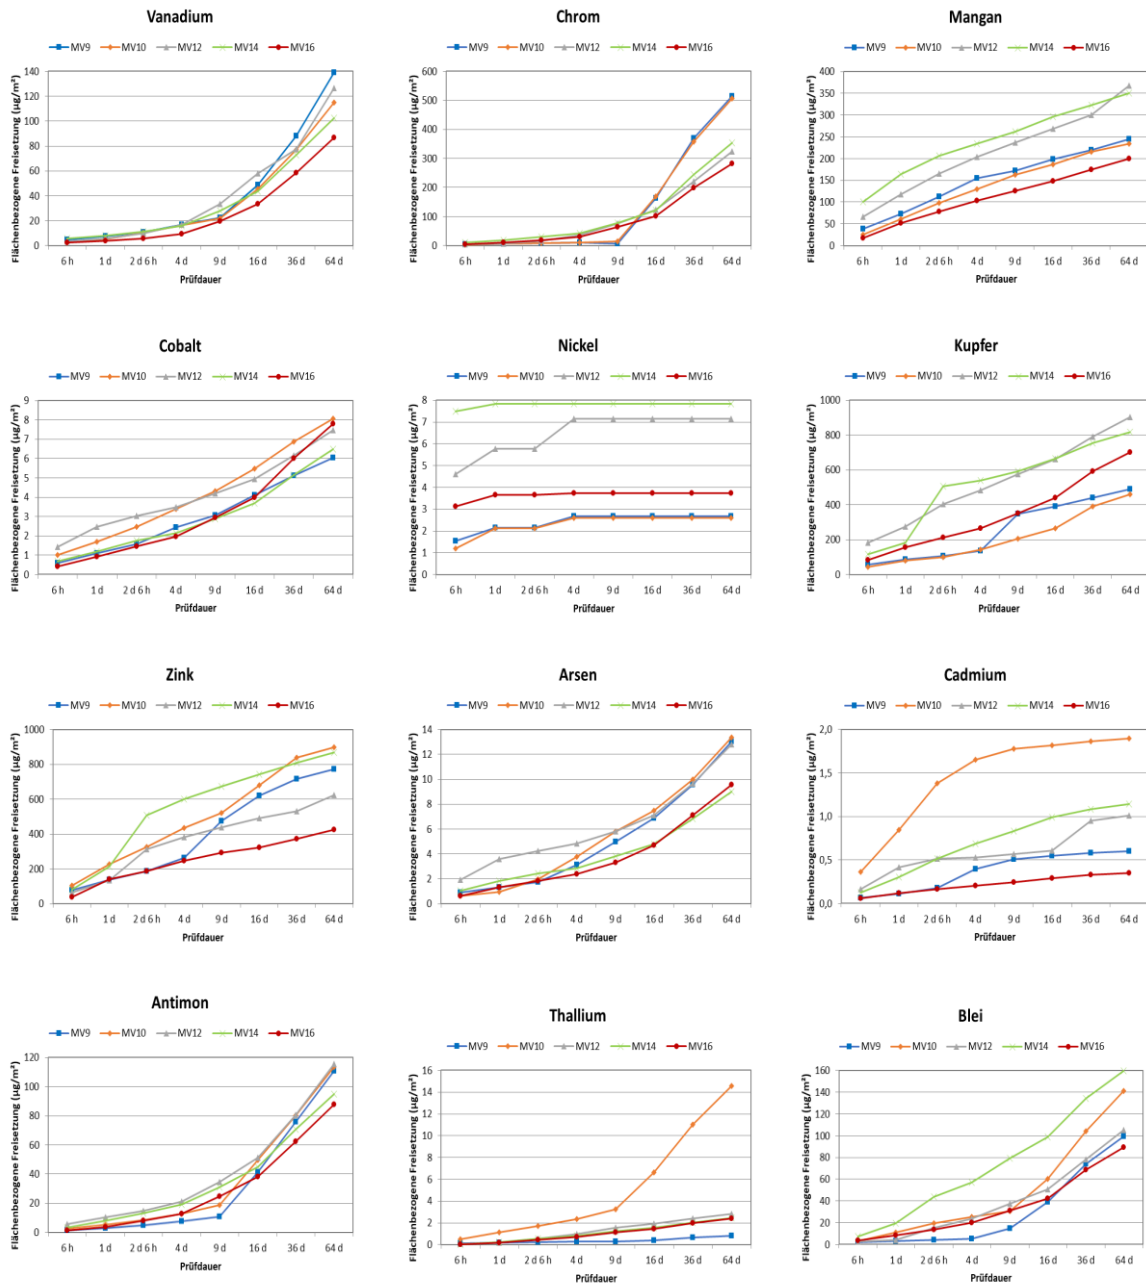 Vanadium
MV9 MV10 MV12 MV14 MV16
Flächenbezogene Freisetzung (µg/m²)
140
120
100
80
60
40
20
0
6 h 1 d 2 d 6 h 4 d 9 d 16 d 36 d 64 d
Prüfdauer
Chrom
MV9 MV10 MV12 MV14 MV16
Flächenbezogene Freisetzung (µg/m²)
600
500
400
300
200
100
0
6 h 1 d 2 d 6 h 4 d 9 d 16 d 36 d 64 d
Prüfdauer
Mangan
MV9 MV10 MV12 MV14 MV16
Flächenbezogene Freisetzung (µg/m²)
400
350
300
250
200
150
100
50
0
6 h 1 d 2 d 6 h 4 d 9 d 16 d 36 d 64 d
Prüfdauer
Cobalt
MV9 MV10 MV12 MV14 MV16
Flächenbezogene Freisetzung (µg/m²)
9
8
7
6
5
4
3
2
1
0
6 h 1 d 2 d 6 h 4 d 9 d 16 d 36 d 64 d
Prüfdauer
Nickel
MV9 MV10 MV12 MV14 MV16
Flächenbezogene Freisetzung (µg/m²)
8
7
6
5
4
3
2
1
0
6 h 1 d 2 d 6 h 4 d 9 d 16 d 36 d 64 d
Prüfdauer
Kupfer
MV9 MV10 MV12 MV14 MV16
Flächenbezogene Freisetzung (µg/m²)
1000
800
600
400
200
0
6 h 1 d 2 d 6 h 4 d 9 d 16 d 36 d 64 d
Prüfdauer
Zink
MV9 MV10 MV12 MV14 MV16
Flächenbezogene Freisetzung (µg/m²)
1000
800
600
400
200
0
6 h 1 d 2 d 6 h 4 d 9 d 16 d 36 d 64 d
Prüfdauer
Arsen
MV9 MV10 MV12 MV14 MV16
Flächenbezogene Freisetzung (µg/m²)
14
12
10
8
6
4
2
0
6 h 1 d 2 d 6 h 4 d 9 d 16 d 36 d 64 d
Prüfdauer
Cadmium
MV9 MV10 MV12 MV14 MV16
Flächenbezogene Freisetzung (µg/m²)
2,0
1,5
1,0
0,5
0,0
6 h 1 d 2 d 6 h 4 d 9 d 16 d 36 d 64 d
Prüfdauer
Antimon
MV9 MV10 MV12 MV14 MV16
Flächenbezogene Freisetzung (µg/m²)
120
100
80
60
40
20
0
6 h 1 d 2 d 6 h 4 d 9 d 16 d 36 d 64 d
Prüfdauer
Thallium
MV9 MV10 MV12 MV14 MV16
Flächenbezogene Freisetzung (µg/m²)
16
14
12
10
8
6
4
2
0
6 h 1 d 2 d 6 h 4 d 9 d 16 d 36 d 64 d
Prüfdauer
Blei
MV9 MV10 MV12 MV14 MV16
Flächenbezogene Freisetzung (µg/m²)
160
140
120
100
80
60
40
20
0
6 h 1 d 2 d 6 h 4 d 9 d 16 d 36 d 64 d
Prüfdauer